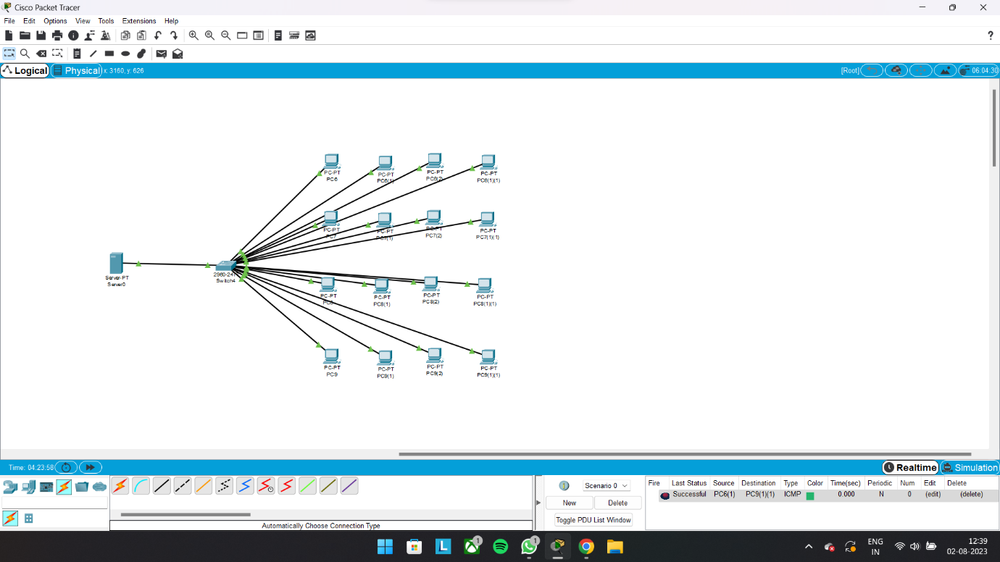 Cisco Packet Tracer
File Edit Options View Tools Extensions Help
?
Logical Physical x: 3160, y: 626 [Root] 06:04:30
PC-PT
PC6
PC-PT
PC6(1)
PC-PT
PC6(2)
PC-PT
PC6(1)(1)
PC-PT
PC7
PC-PT
PC7(1)
PC-PT
PC7(2)
PC-PT
PC7(1)(1)
Server-PT
Server0
2960-24T
Switch4
PC-PT
PC8
PC-PT
PC8(1)
PC-PT
PC8(2)
PC-PT
PC8(1)(1)
PC-PT
PC9
PC-PT
PC9(1)
PC-PT
PC9(2)
PC-PT
PC9(1)(1)
Time: 04:23:58 Realtime Simulation
Scenario 0
New Delete
Toggle PDU List Window
Automatically Choose Connection Type
Fire Last Status Source Destination Type Color Time(sec) Periodic Num Edit Delete
Successful PC6(1) PC9(1)(1) ICMP 0.000 N 0 (edit) (delete)
L 1 1
ENG
IN
12:39
02-08-2023